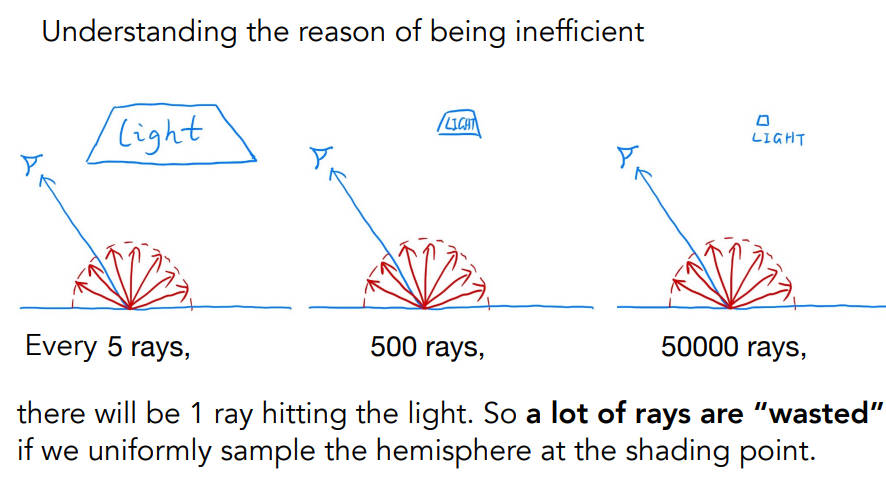 Understanding the reason of being inefficient
Light
LIGHT
LIGHT
Every 5 rays,
500 rays,
50000 rays,
there will be 1 ray hitting the light. So a lot of rays are “wasted”
if we uniformly sample the hemisphere at the shading point.